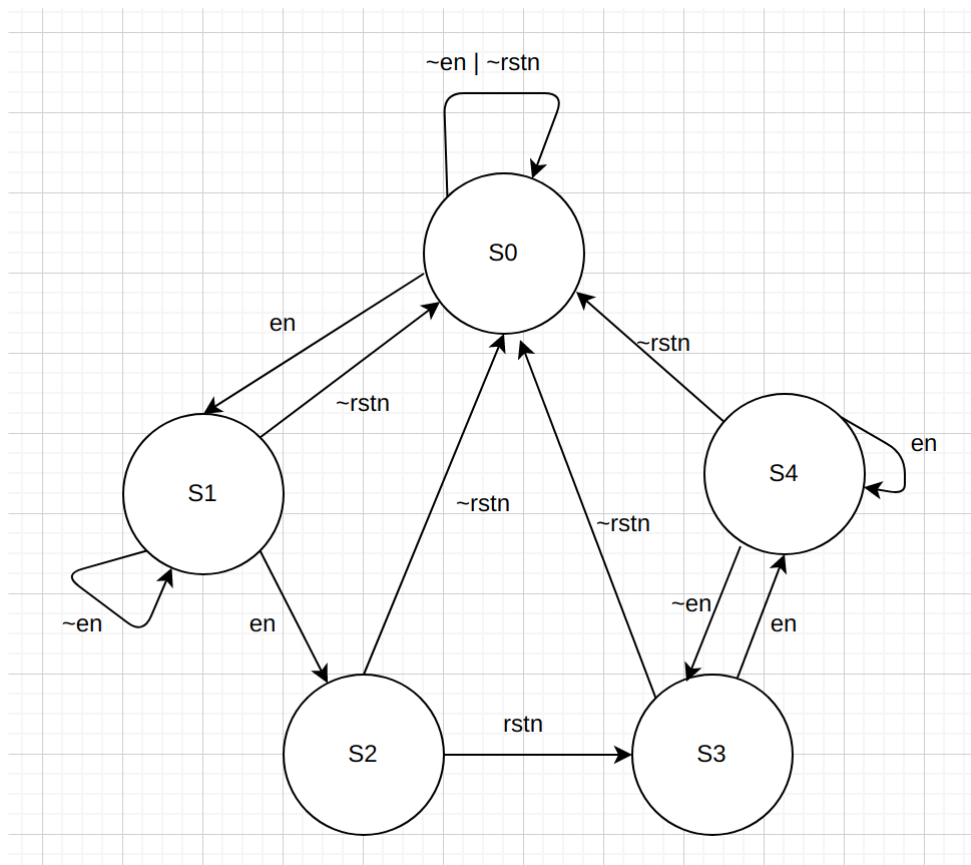 ~en | ~rstn
S0
en
~rstn
~rstn
S1
S4
en
~rstn
~rstn
~en
en
~en
en
rstn
S2
S3